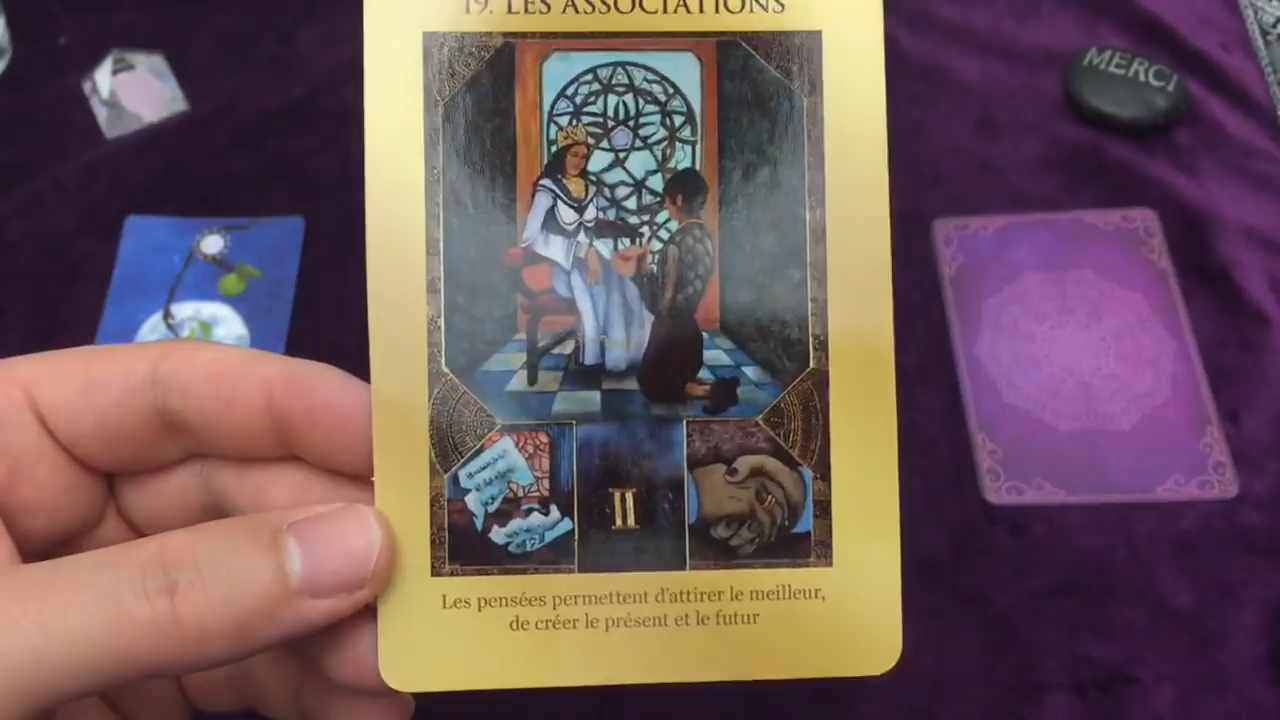 19. LES ASSOCIATIONS
MERCI
II
Les pensées permettent d'attirer le meilleur,
de créer le présent et le futur